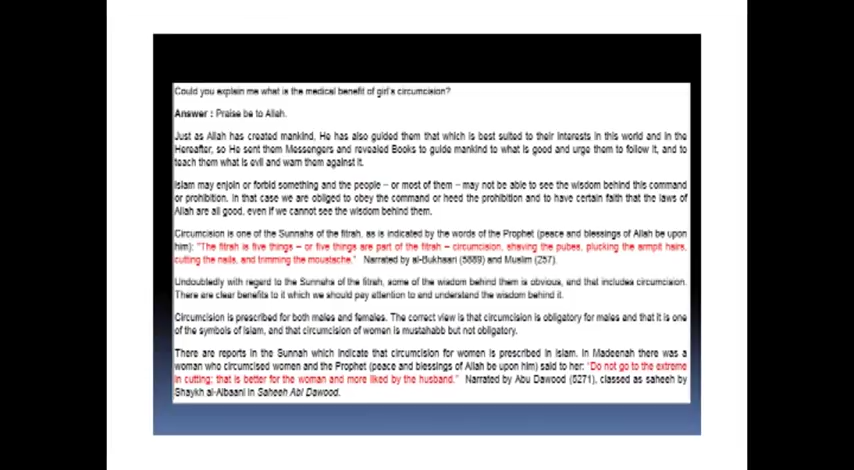 Could you explain me what is the medical benefit of girl's circumcision?
Answer : Praise be to Allah.
Just as Allah has created mankind, He has also guided them that which is best suited to their interests in this world and in the
Hereafter, so He sent them Messengers and revealed Books to guide mankind to what is good and urge them to follow it, and to
teach them what is evil and warn them against it.
Islam may enjoin or forbid something and the people – or most of them – may not be able to see the wisdom behind this command
or prohibition. In that case we are obliged to obey the command or heed the prohibition and to have certain faith that the laws of
Allah are all good, even if we cannot see the wisdom behind them.
Circumcision is one of the Sunnahs of the fitrah, as is indicated by the words of the Prophet (peace and blessings of Allah be upon
him): "The fitrah is five things – or five things are part of the fitrah – circumcision, shaving the pubes, plucking the armpit hairs,
cutting the nails, and trimming the moustache." Narrated by al-Bukhaari (5889) and Muslim (257).
Undoubtedly with regard to the Sunnahs of the fitrah, some of the wisdom behind them is obvious, and that includes circumcision.
There are clear benefits to it which we should pay attention to and understand the wisdom behind it.
Circumcision is prescribed for both males and females. The correct view is that circumcision is obligatory for males and that it is one
of the symbols of Islam, and that circumcision of women is mustahabb but not obligatory.
There are reports in the Sunnah which indicate that circumcision for women is prescribed in Islam. In Madeenah there was a
woman who circumcised women and the Prophet (peace and blessings of Allah be upon him) said to her: "Do not go to the extreme
in cutting; that is better for the woman and more liked by the husband." Narrated by Abu Dawood (5271), classed as saheeh by
Shaykh al-Albaani in Saheeh Abi Dawood.